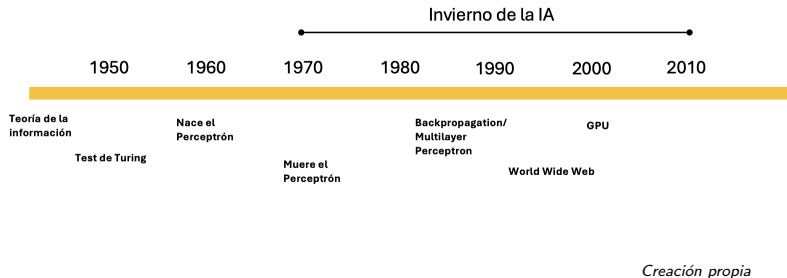 Invierno de la IA
1950 1960 1970 1980 1990 2000 2010
Teoría de la
información
Test de Turing
Nace el
Perceptrón
Muere el
Perceptrón
Backpropagation/
Multilayer
Perceptron
World Wide Web
GPU
Creación propia